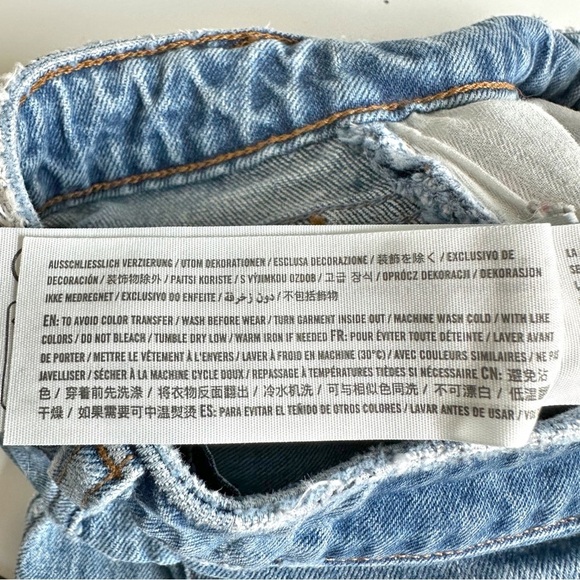 AUSSCHLIESSLICH VERZIERUNG / UTOM DEKORATIONEN / ESCLUSA DECORAZIONE / 装飾を除く / EXCLUSIVO DE
DECORACIÓN / 装饰物除外 / PAITSI KORISTE / S VÝJIMKOU OZDOB / 고급 장식 / OPRÓCZ DEKORACJI / DEKORASJON
IKKE MEDREGNET / EXCLUSIVO DO ENFEITE / دون زخرفة / 不包括飾物
EN: TO AVOID COLOR TRANSFER / WASH BEFORE WEAR / TURN GARMENT INSIDE OUT / MACHINE WASH COLD / WITH LIKE
COLORS / DO NOT BLEACH / TUMBLE DRY LOW / WARM IRON IF NEEDED FR: POUR ÉVITER TOUTE DÉTEINTE / LAVER AVANT
DE PORTER / METTRE LE VÊTEMENT À L'ENVERS / LAVER À FROID EN MACHINE (30°C) / AVEC COULEURS SIMILAIRES / NE PAS
JAVELLISER / SÉCHER À LA MACHINE CYCLE DOUX / REPASSAGE À TEMPÉRATURES TIÈDES SI NÉCESSAIRE CN: 避免沾
色 / 穿着前先洗涤 / 将衣物反面翻出 / 冷水机洗 / 可与相似色同洗 / 不可漂白 / 低温
干燥 / 如果需要可中温熨烫 ES: PARA EVITAR EL TEÑIDO DE OTROS COLORES / LAVAR ANTES DE USAR
LA
SE